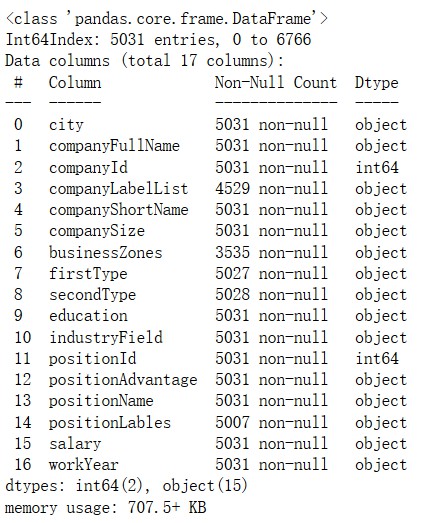 <class 'pandas.core.frame.DataFrame'>
Int64Index: 5031 entries, 0 to 6766
Data columns (total 17 columns):
 #   Column             Non-Null Count  Dtype
---  ------             --------------  -----
 0   city               5031 non-null   object
 1   companyFullName    5031 non-null   object
 2   companyId          5031 non-null   int64
 3   companyLabelList   4529 non-null   object
 4   companyShortName   5031 non-null   object
 5   companySize        5031 non-null   object
 6   businessZones      3535 non-null   object
 7   firstType          5027 non-null   object
 8   secondType         5028 non-null   object
 9   education          5031 non-null   object
 10  industryField      5031 non-null   object
 11  positionId         5031 non-null   int64
 12  positionAdvantage  5031 non-null   object
 13  positionName       5031 non-null   object
 14  positionLables     5007 non-null   object
 15  salary             5031 non-null   object
 16  workYear           5031 non-null   object
dtypes: int64(2), object(15)
memory usage: 707.5+ KB